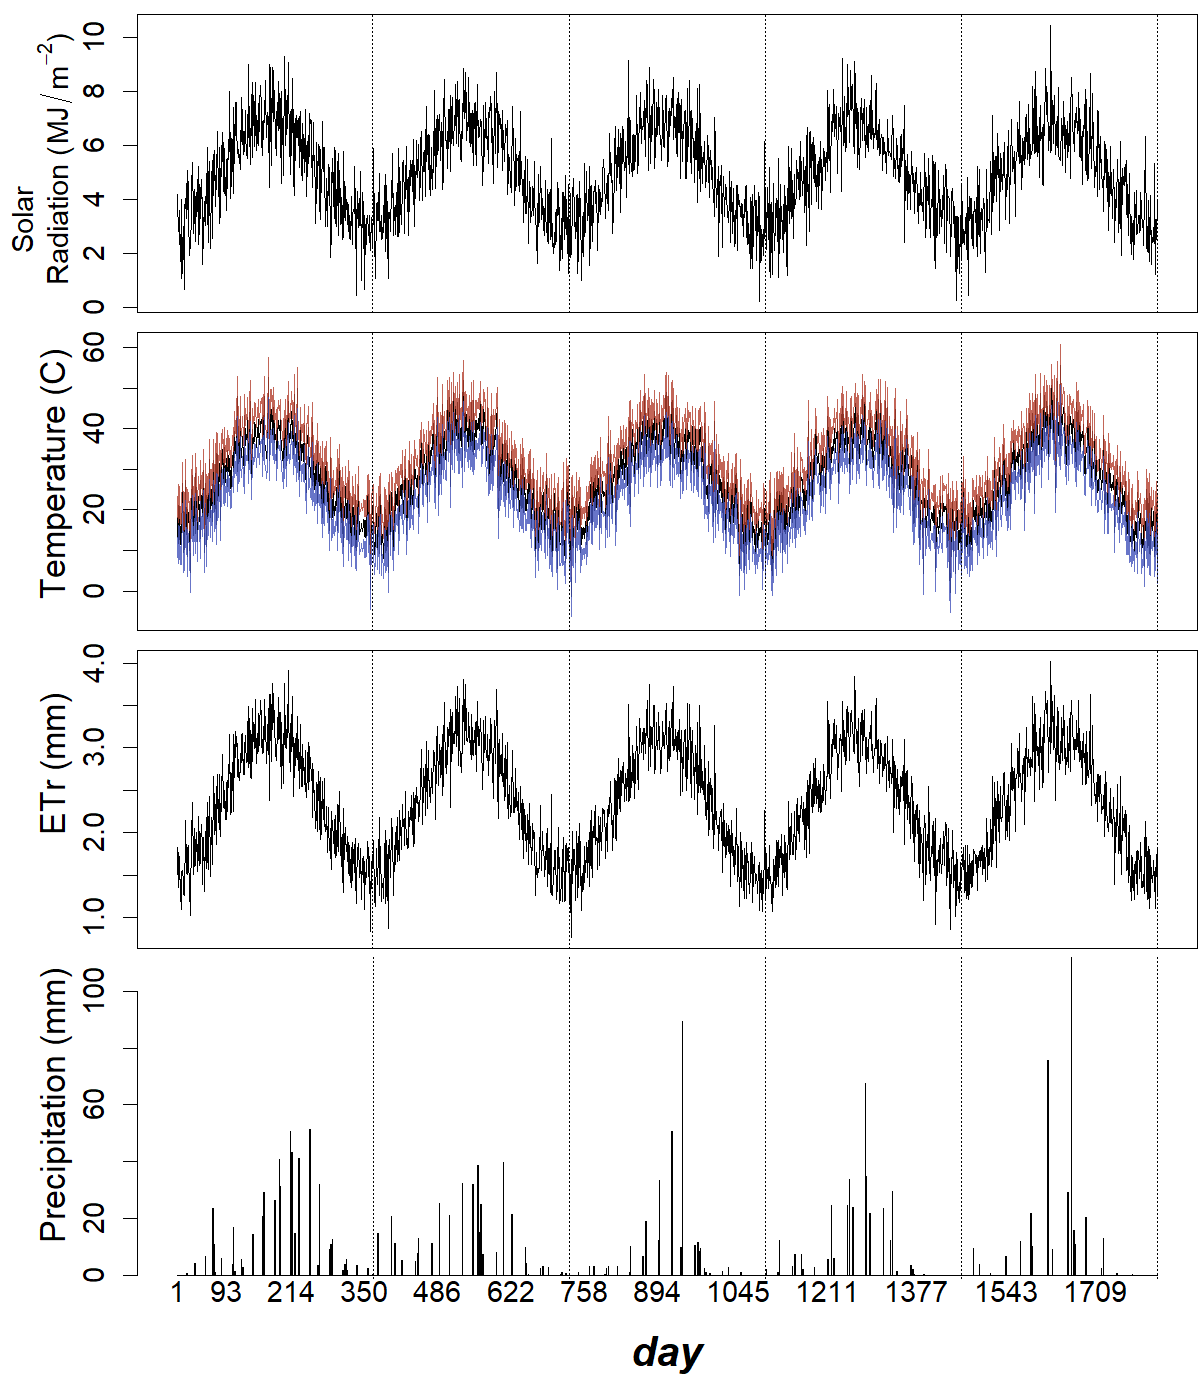 Solar
Radiation (MJ/m⁻²)
10
8
6
4
2
0
Temperature (C)
60
40
20
0
ETr (mm)
4.0
3.0
2.0
1.0
Precipitation (mm)
100
60
20
0
1 93 214 350 486 622 758 894 1045 1211 1377 1543 1709
day